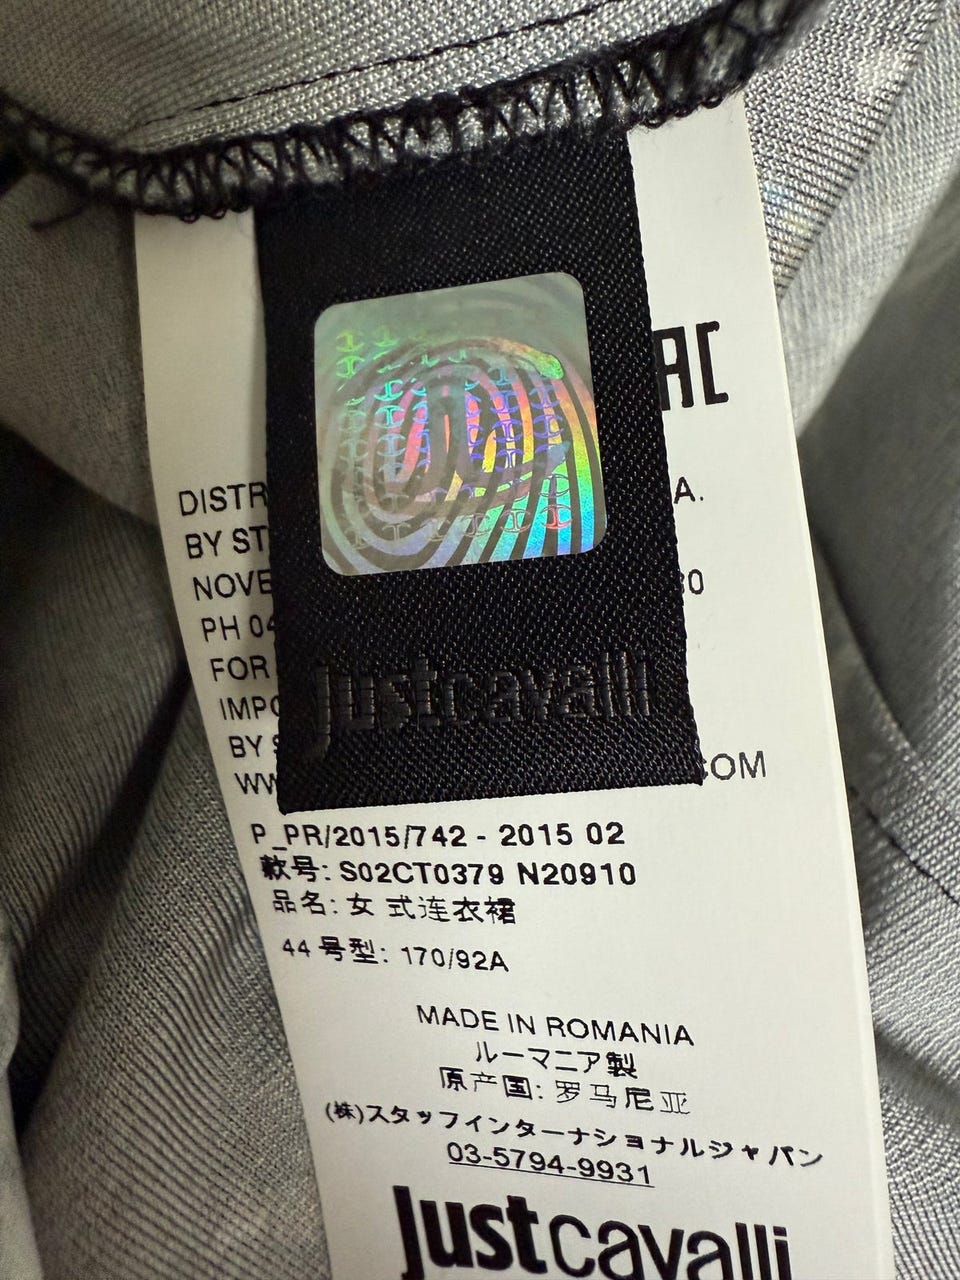 justcavalli
DISTR
A.
BY ST
NOVE
PH 04
FOR
BY S
COM
P_PR/2015/742 - 2015 02
款号: S02CT0379 N20910
品名: 女 式连衣裙
44 号型: 170/92A
MADE IN ROMANIA
ルーマニア製
原产国: 罗马尼亚
(株)スタッフインターナショナルジャパン
03-5794-9931
justcavalli